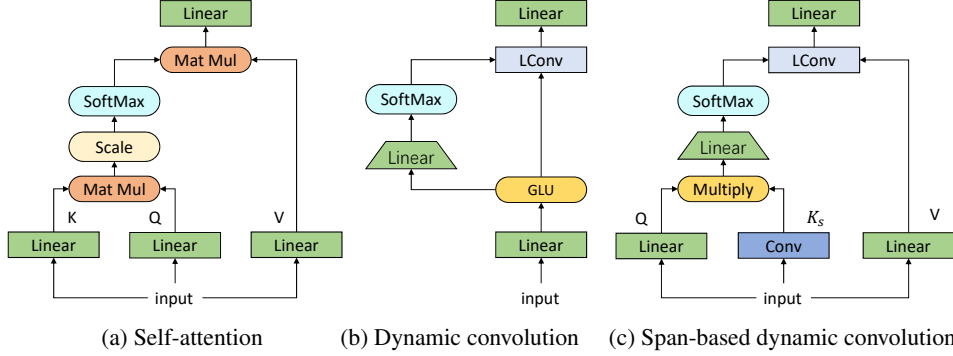 Linear
Mat Mul
SoftMax
Scale
Mat Mul
K
Q
V
Linear
Linear
Linear
input
(a) Self-attention
Linear
LConv
SoftMax
Linear
GLU
Linear
input
(b) Dynamic convolution
Linear
LConv
SoftMax
Linear
Multiply
Q
Kₛ
V
Linear
Conv
Linear
input
(c) Span-based dynamic convolution